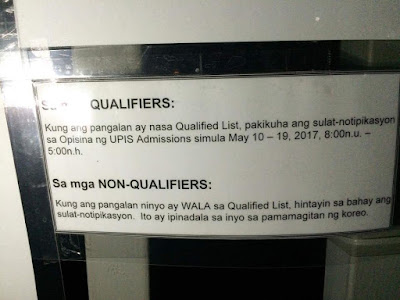 QUALIFIERS:
Kung ang pangalan ay nasa Qualified List, pakikuha ang sulat-notipikasyon
sa Opisina ng UPIS Admissions simula May 10 – 19, 2017, 8:00n.u. –
5:00n.h.
Sa mga NON-QUALIFIERS:
Kung ang pangalan ninyo ay WALA sa Qualified List, hintayin sa bahay ang
sulat-notipikasyon. Ito ay ipinadala sa inyo sa pamamagitan ng koreo.